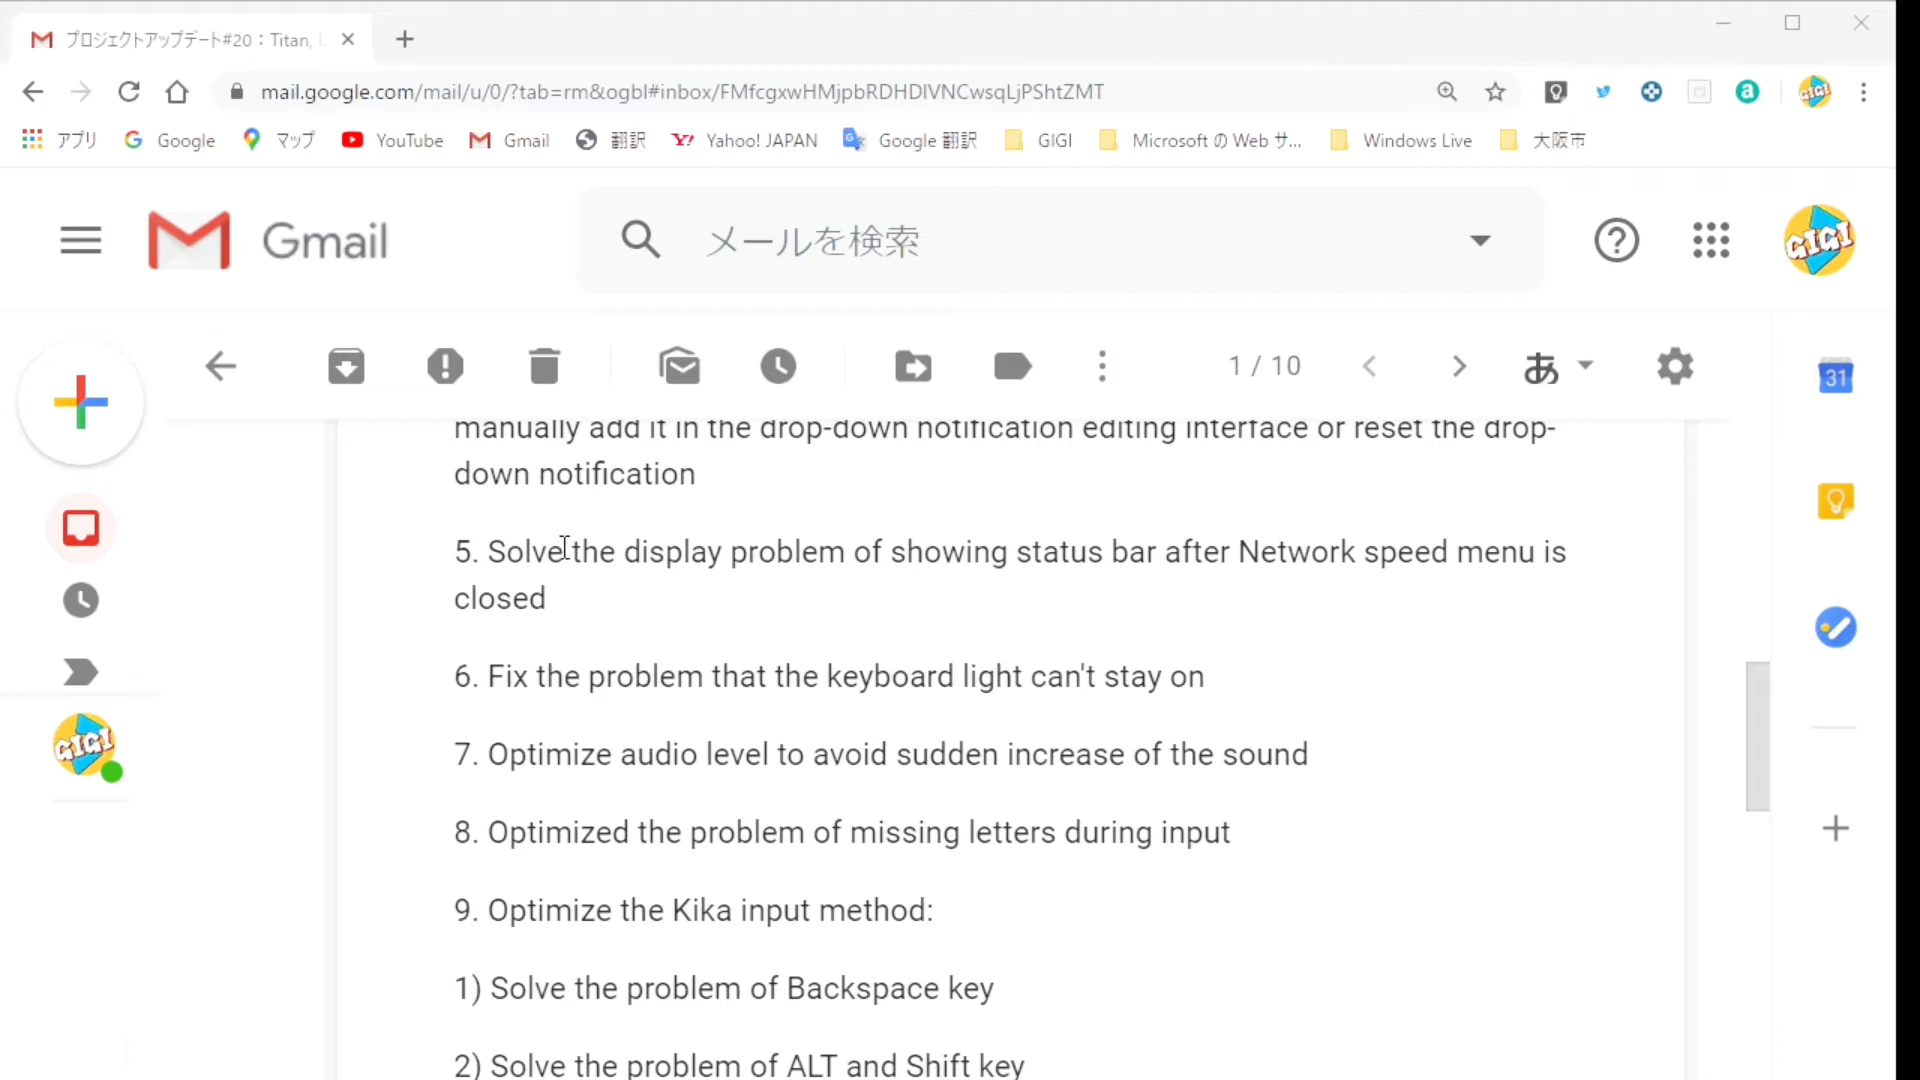 プロジェクトアップデート#20：Titan,
mail.google.com/mail/u/0/?tab=rm&ogbl#inbox/FMfcgxwHMjpbRDHDlVNCwsqLjPShtZMT
アプリ Google マップ YouTube Gmail 翻訳 Yahoo! JAPAN Google 翻訳 GIGI Microsoft の Web サ... Windows Live 大阪市
Gmail
メールを検索
GIGI
1 / 10
あ
31
manually add it in the drop-down notification editing interface or reset the drop-
down notification
5. Solve the display problem of showing status bar after Network speed menu is
closed
6. Fix the problem that the keyboard light can't stay on
7. Optimize audio level to avoid sudden increase of the sound
GIGI
8. Optimized the problem of missing letters during input
9. Optimize the Kika input method:
1) Solve the problem of Backspace key
2) Solve the problem of ALT and Shift key